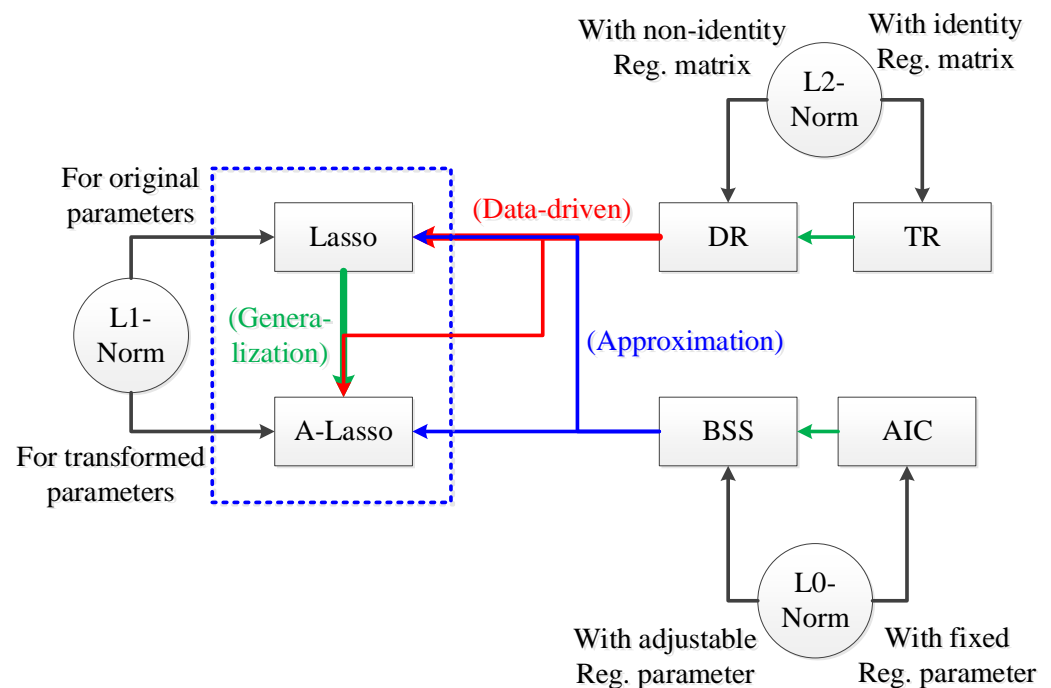 With non-identity
Reg. matrix
With identity
Reg. matrix
L2-
Norm
For original
parameters
(Data-driven)
Lasso
DR
TR
L1-
Norm
(Genera-
lization)
(Approximation)
A-Lasso
BSS
AIC
For transformed
parameters
L0-
Norm
With adjustable
Reg. parameter
With fixed
Reg. parameter